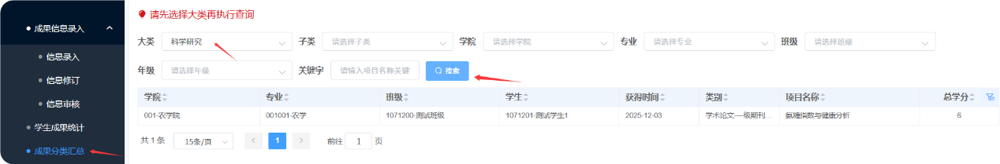 成果信息录入
信息录入
信息修订
信息审核
学生成果统计
成果分类汇总
请先选择大类再执行查询
大类 科学研究 子类 请选择子类 学院 请选择学院 专业 请选择专业 班级 请选择班级
年级 请选择年级 关键字 请输入项目名称关键 搜索
学院 专业 班级 学生 获得时间 类别 项目名称 总学分
001-农学院 001001-农学 1071200-测试班级 1071201-测试学生1 2025-12-03 学术论文-一级期刊... 氨糖指数与健康分析 6
共 1 条 15条/页 1 前往 1 页